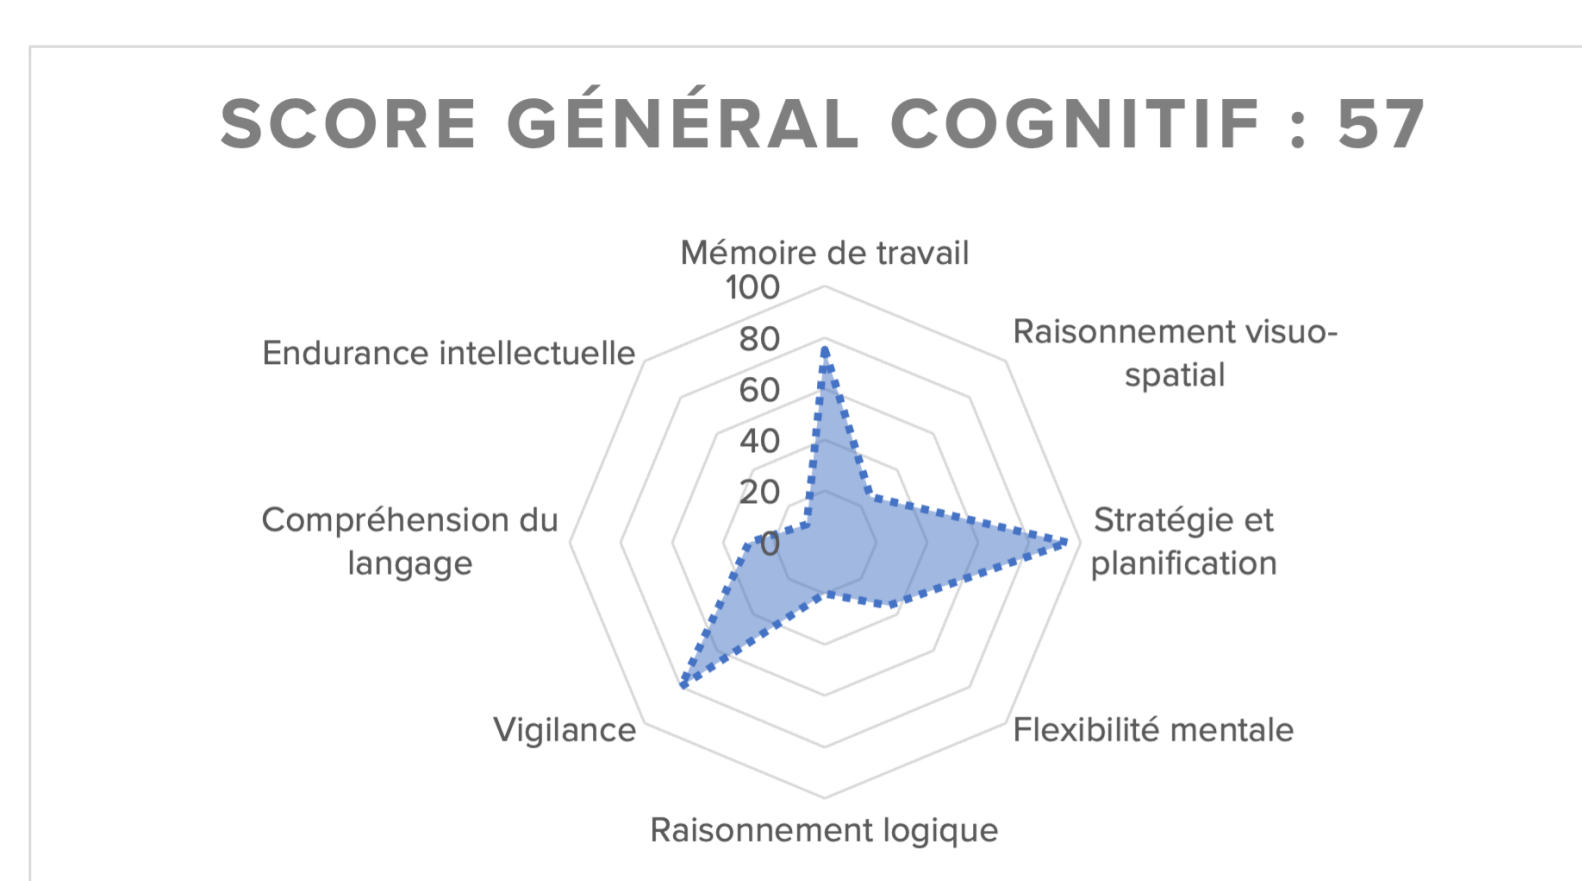 SCORE GÉNÉRAL COGNITIF : 57
Mémoire de travail
100
80
60
40
20
0
Raisonnement visuo-
spatial
Stratégie et
planification
Flexibilité mentale
Raisonnement logique
Vigilance
Compréhension du
langage
Endurance intellectuelle